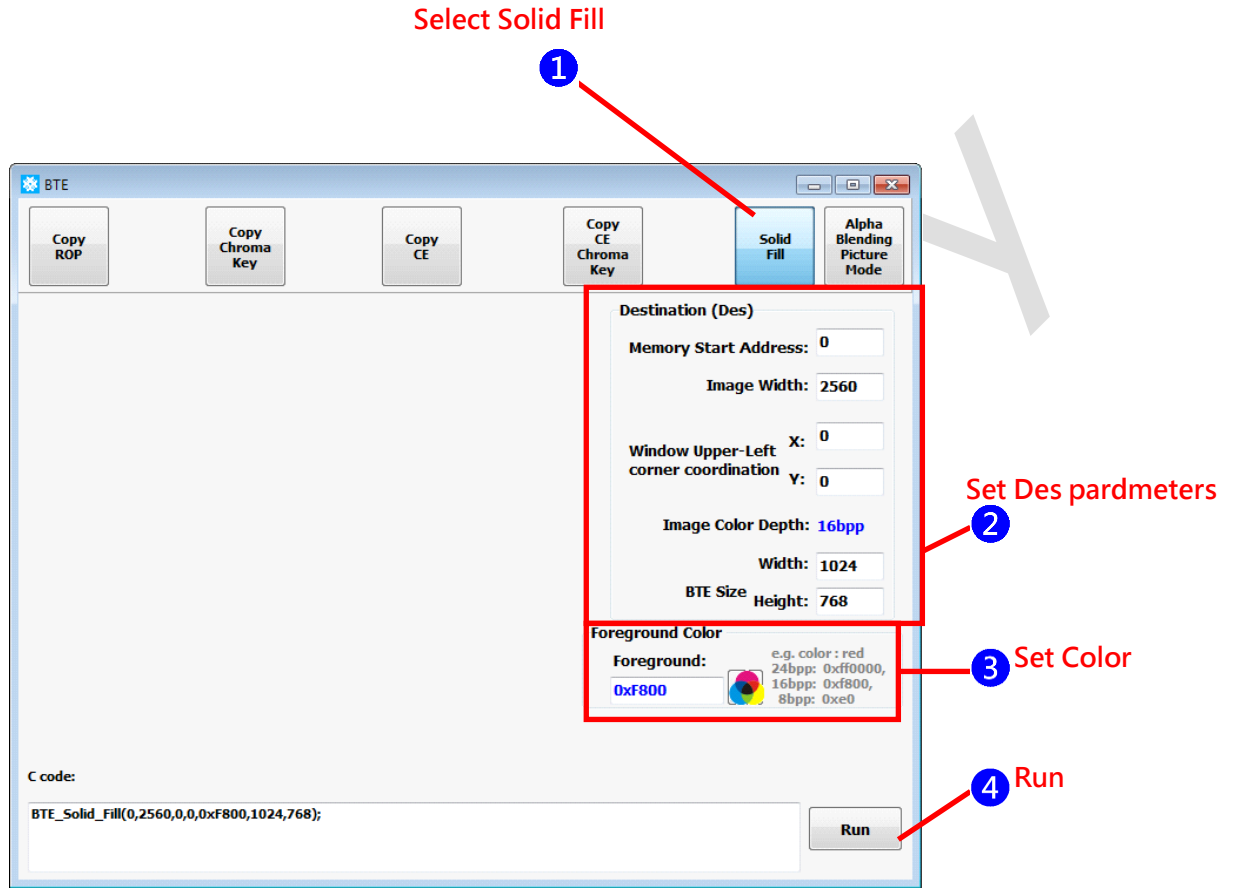 Select Solid Fill
1
BTE
Copy
ROP
Copy
Chroma
Key
Copy
CE
Copy
CE
Chroma
Key
Solid
Fill
Alpha
Blending
Picture
Mode
Destination (Des)
Memory Start Address: 0
Image Width: 2560
Window Upper-Left
corner coordination
X: 0
Y: 0
Image Color Depth: 16bpp
BTE Size
Width: 1024
Height: 768
Set Des pardmeters
2
Foreground Color
Foreground:
0xF800
e.g. color : red
24bpp: 0xff0000,
16bpp: 0xf800,
8bpp: 0xe0
3 Set Color
C code:
BTE_Solid_Fill(0,2560,0,0,0xF800,1024,768);
Run
4 Run
Y